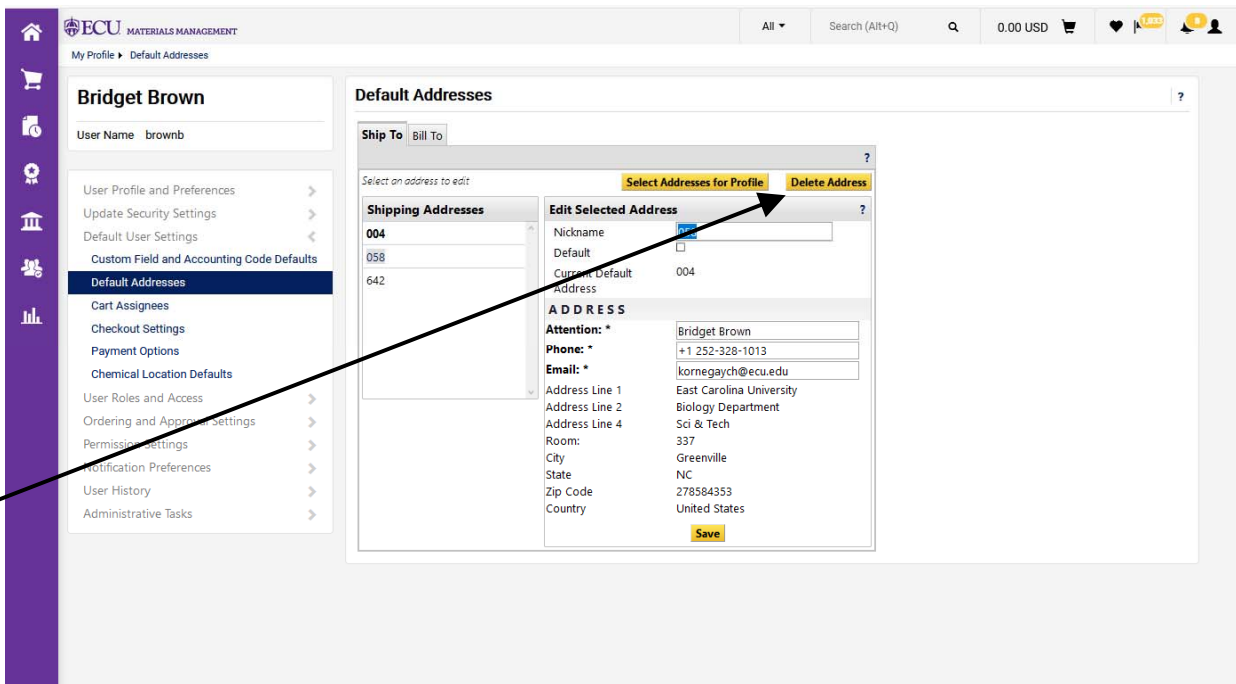 ECU MATERIALS MANAGEMENT
All
Search (Alt+Q)
0.00 USD
1,833
My Profile Default Addresses
Bridget Brown
User Name brownb
User Profile and Preferences
Update Security Settings
Default User Settings
Custom Field and Accounting Code Defaults
Default Addresses
Cart Assignees
Checkout Settings
Payment Options
Chemical Location Defaults
User Roles and Access
Ordering and Approval Settings
Permission Settings
Notification Preferences
User History
Administrative Tasks
Default Addresses
?
Ship To Bill To
?
Select an address to edit
Select Addresses for Profile Delete Address
Shipping Addresses
004
058
642
Edit Selected Address ?
Nickname
Default
Current Default Address 004
ADDRESS
Attention: * Bridget Brown
Phone: * +1 252-328-1013
Email: * kornegaych@ecu.edu
Address Line 1 East Carolina University
Address Line 2 Biology Department
Address Line 4 Sci & Tech
Room: 337
City Greenville
State NC
Zip Code 278584353
Country United States
Save